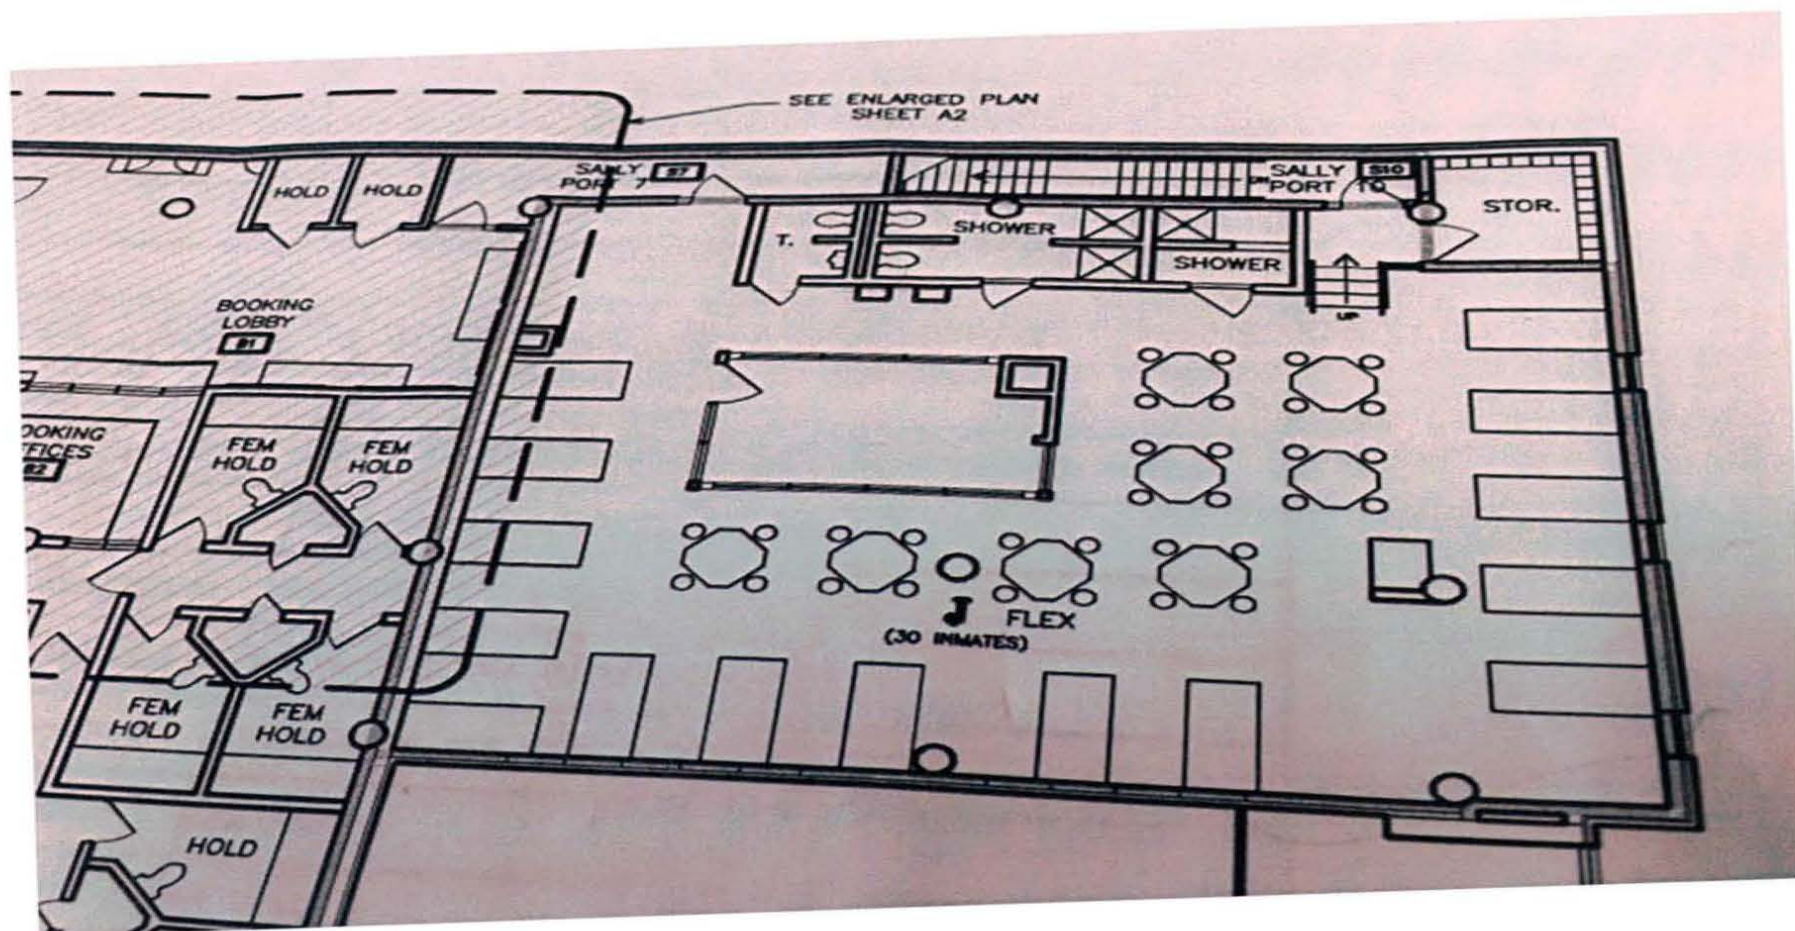 SEE ENLARGED PLAN
SHEET A2
HOLD
HOLD
SALLY
PORT 7
S7
SALLY
PORT 10
S10
STOR.
T.
SHOWER
SHOWER
UP
BOOKING
LOBBY
B1
OOKING
FICES
B2
FEM
HOLD
FEM
HOLD
J FLEX
(30 INMATES)
FEM
HOLD
FEM
HOLD
HOLD